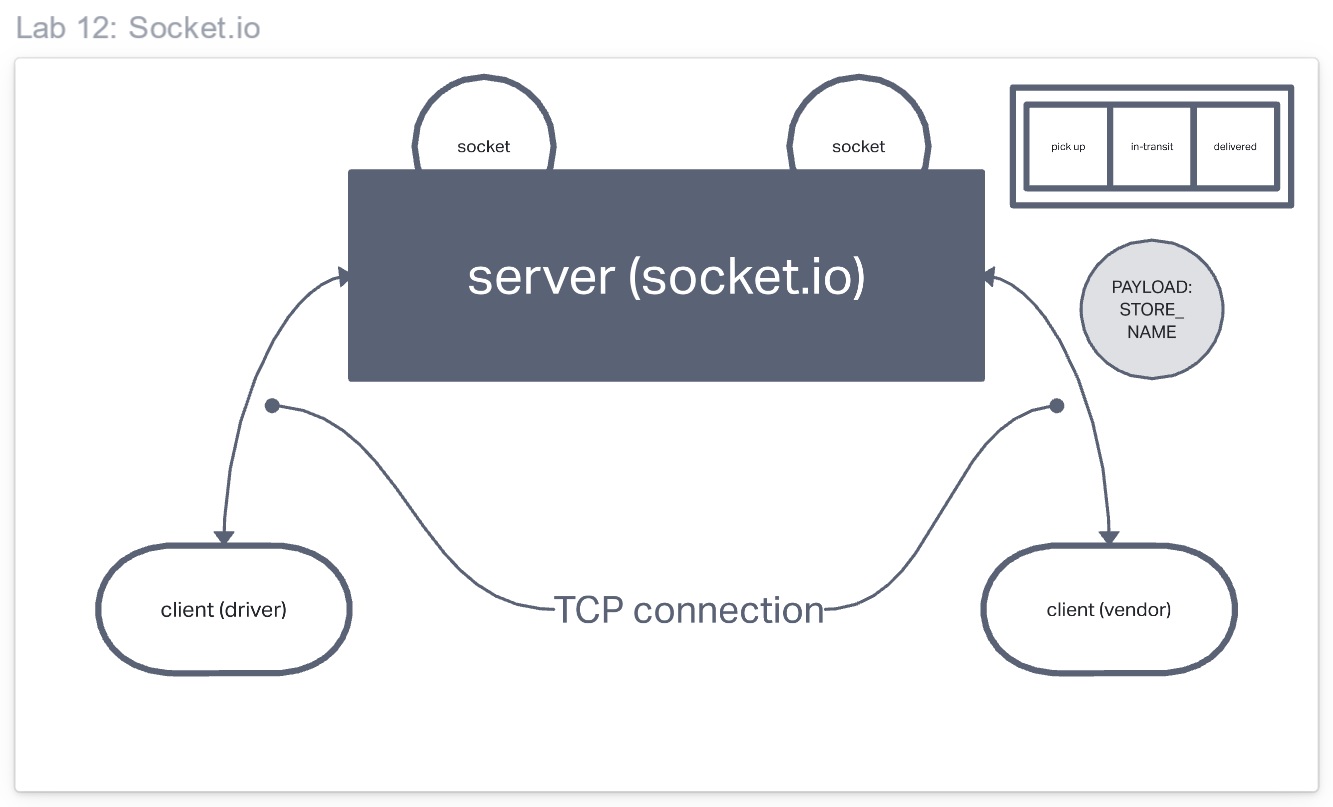 Lab 12: Socket.io
socket
socket
pick up
in-transit
delivered
server (socket.io)
PAYLOAD:
STORE_
NAME
TCP connection
client (driver)
client (vendor)